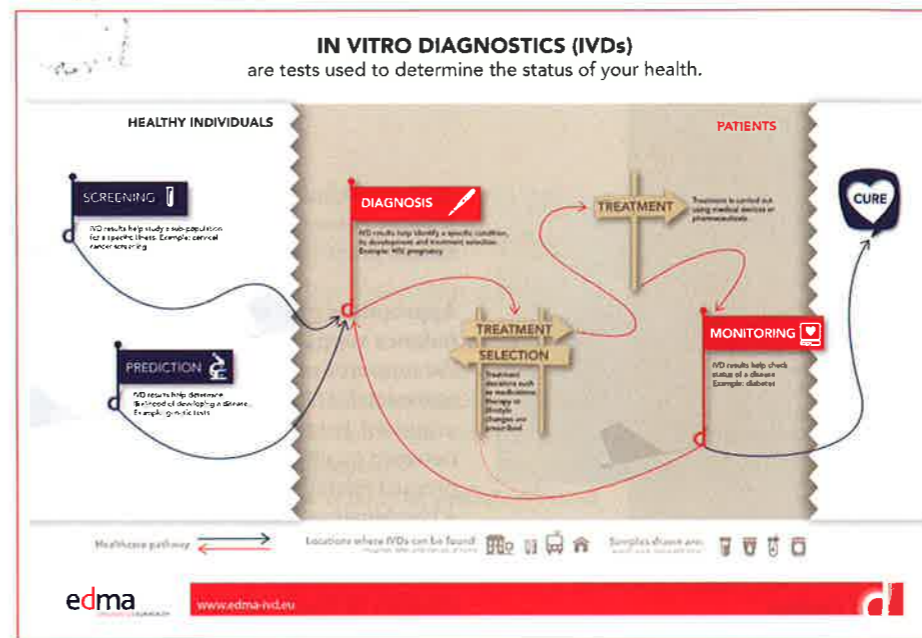 IN VITRO DIAGNOSTICS (IVDs)
are tests used to determine the status of your health.
HEALTHY INDIVIDUALS
PATIENTS
SCREENING
IVD results help study a sub-population
for a specific illness. Example: cervical
cancer screening
DIAGNOSIS
IVD results help identify a specific condition,
its development and treatment selection.
Example: HIV, pregnancy
TREATMENT
Treatment is carried out
using medical devices or
pharmaceuticals
CURE
TREATMENT
SELECTION
Treatment
decisions such
as medications,
therapy or
lifestyle
changes are
prescribed
MONITORING
IVD results help check
status of a disease
Example: diabetes
PREDICTION
IVD results help determine
likelihood of developing a disease.
Example: genetic tests
Healthcare pathway
Locations where IVDs can be found
Samples drawn are:
edma
www.edma-ivd.eu
d